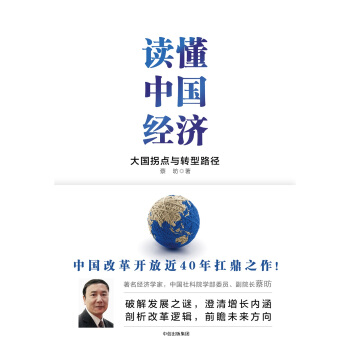 读懂
中国
经济
大国拐点与转型路径
蔡 昉◎著
中国改革开放近40年扛鼎之作!
著名经济学家，中国社科院学部委员、副院长蔡昉
破解发展之谜，澄清增长内涵
剖析改革逻辑，前瞻未来方向
中信出版集团